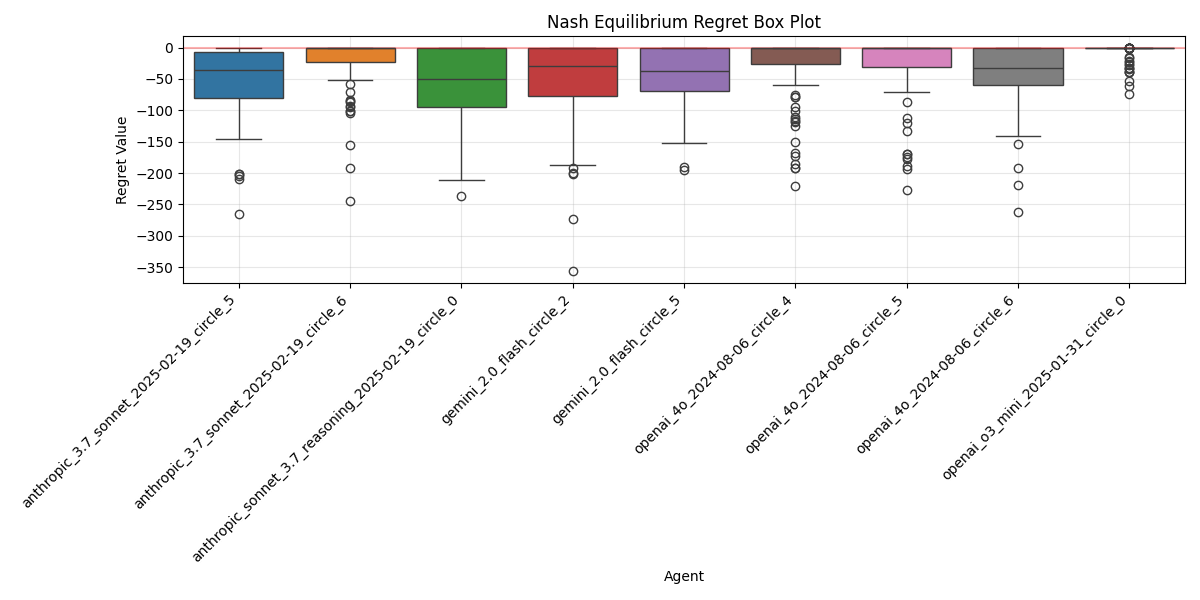 Nash Equilibrium Regret Box Plot
Regret Value
0
−50
−100
−150
−200
−250
−300
−350
anthropic_3.7_sonnet_2025-02-19_circle_5
anthropic_3.7_sonnet_2025-02-19_circle_6
anthropic_sonnet_3.7_reasoning_2025-02-19_circle_0
gemini_2.0_flash_circle_2
gemini_2.0_flash_circle_5
openai_4o_2024-08-06_circle_4
openai_4o_2024-08-06_circle_5
openai_4o_2024-08-06_circle_6
openai_o3_mini_2025-01-31_circle_0
Agent